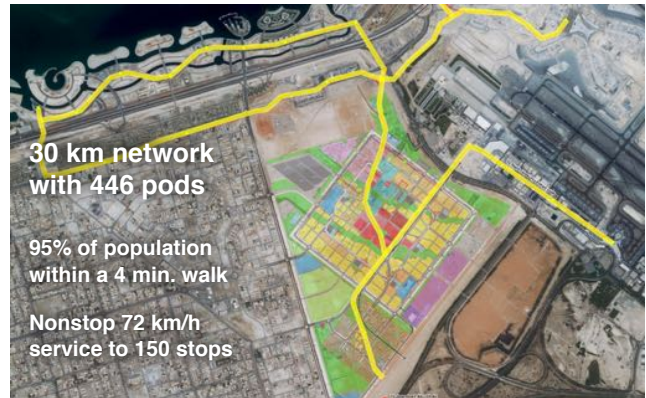 30 km network
with 446 pods
95% of population
within a 4 min. walk
Nonstop 72 km/h
service to 150 stops